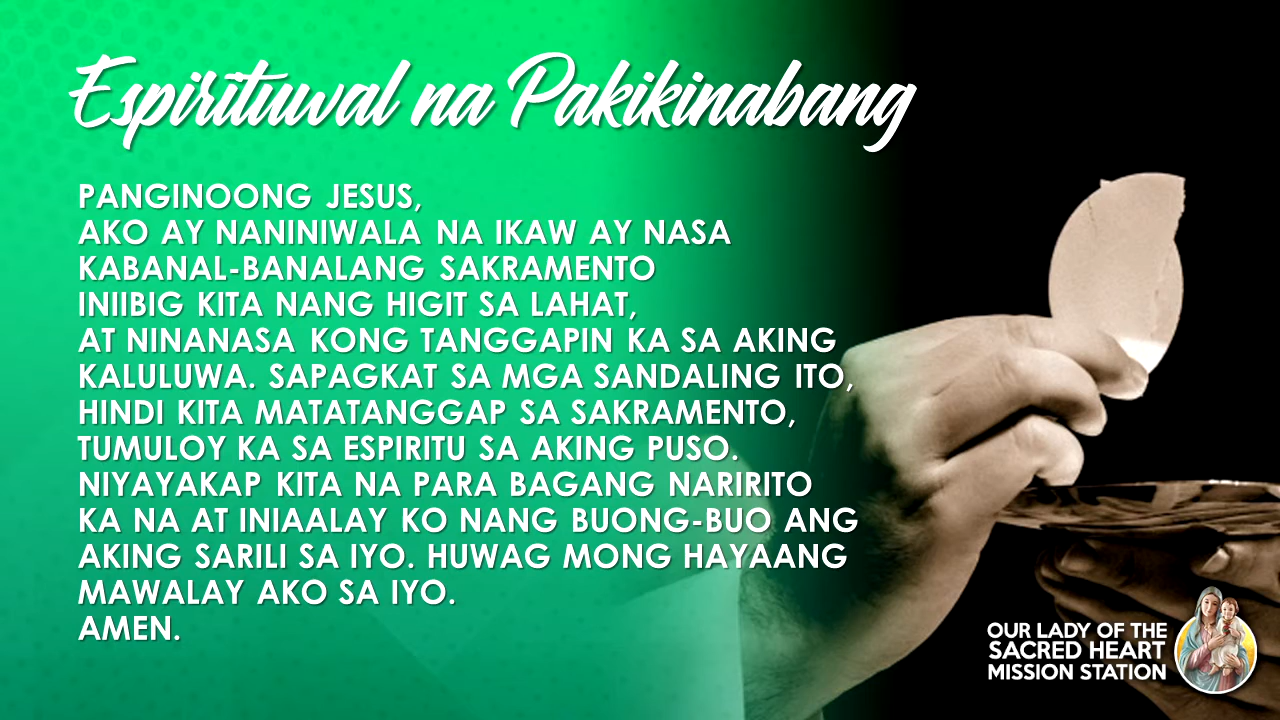 Espirituwal na Pakikinabang
PANGINOONG JESUS,
AKO AY NANINIWALA NA IKAW AY NASA
KABANAL-BANALANG SAKRAMENTO
INIIBIG KITA NANG HIGIT SA LAHAT,
AT NINANASA KONG TANGGAPIN KA SA AKING
KALULUWA. SAPAGKAT SA MGA SANDALING ITO,
HINDI KITA MATATANGGAP SA SAKRAMENTO,
TUMULOY KA SA ESPIRITU SA AKING PUSO.
NIYAYAKAP KITA NA PARA BAGANG NARIRITO
KA NA AT INIAALAY KO NANG BUONG-BUO ANG
AKING SARILI SA IYO. HUWAG MONG HAYAANG
MAWALAY AKO SA IYO.
AMEN.
OUR LADY OF THE
SACRED HEART
MISSION STATION